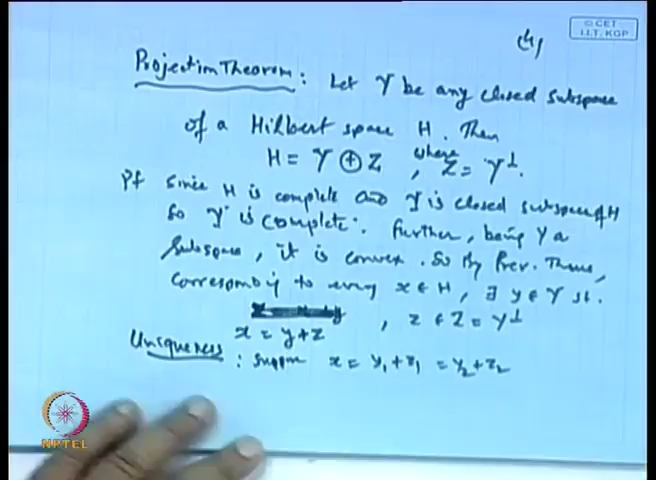 © CET
I.I.T. KGP
Projection Theorem : Let Y be any closed subspace
of a Hilbert space H. Then
H = Y ⊕ Z , where Z = Y⊥.
Pf Since H is complete and Y is closed subspace of H
So Y is complete. Further, being Y a
Subspace, it is convex. So By Prev. Thm,
Corresponding to every x ∈ H, ∃ y ∈ Y st.
x = y + z , z ∈ Z = Y⊥
Uniqueness : Suppose x = y₁ + z₁ = y₂ + z₂
NPTEL